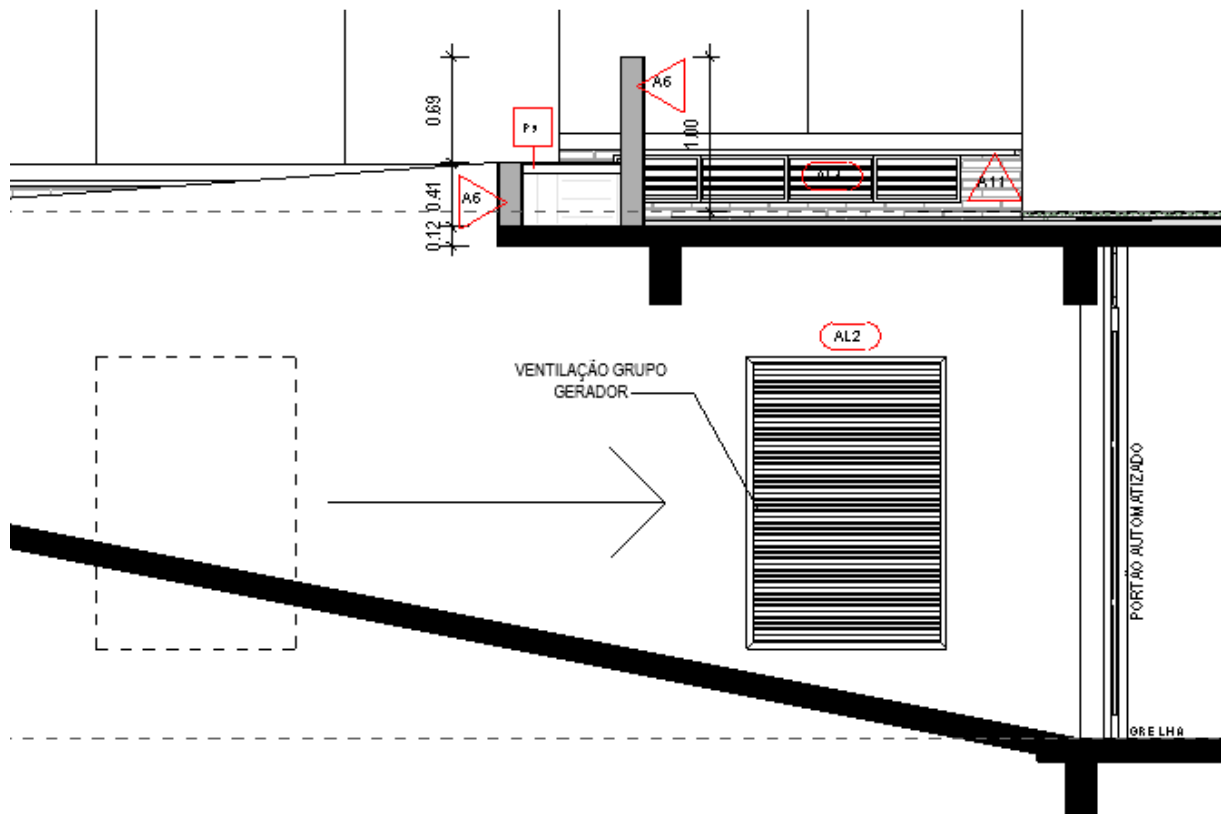 A6
0.69
P9
1.00
A11
A6
0.41
0.12
AL2
VENTILAÇÃO GRUPO
GERADOR
PORTÃO AUTOMATIZADO
GRELHA